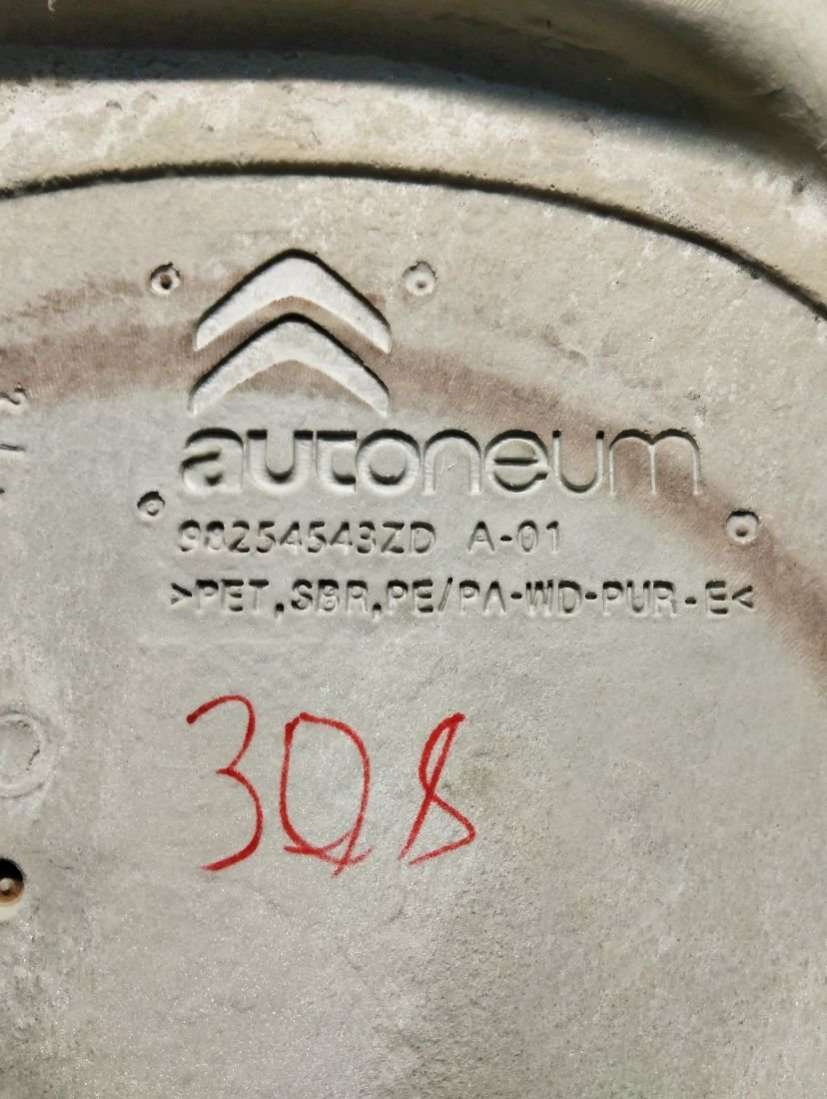 autoneum
98254543ZD A-01
>PET,SBR,PE/PA-WD-PUR-E<
308